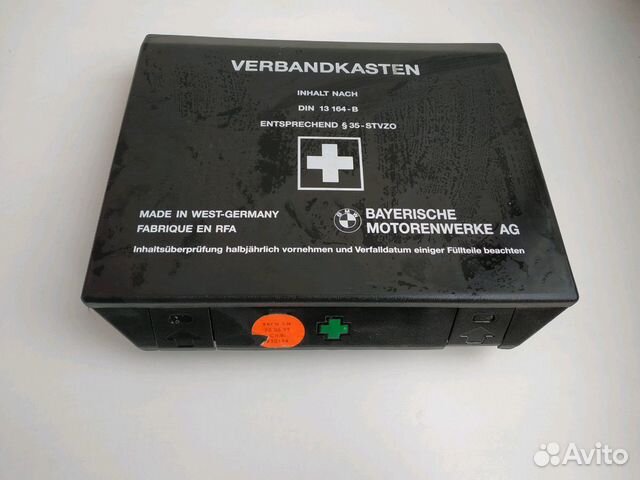 VERBANDKASTEN
INHALT NACH
DIN 13 164-B
ENTSPRECHEND § 35-STVZO
MADE IN WEST-GERMANY
FABRIQUE EN RFA
BMW
BAYERISCHE
MOTORENWERKE AG
Inhaltsüberprüfung halbjährlich vornehmen und Verfalldatum einiger Füllteile beachten
Avito